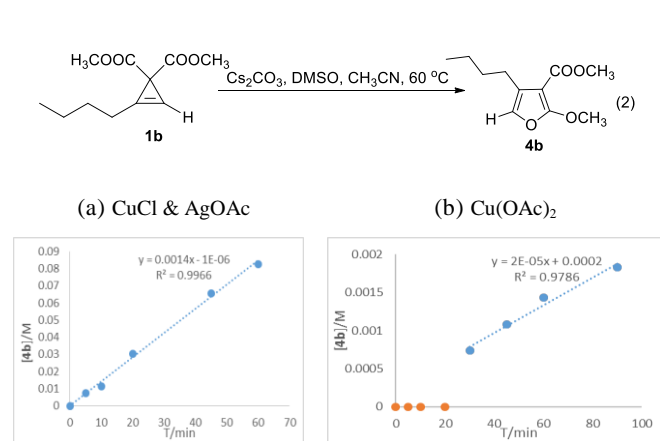 H₃COOC COOCH₃
Cs₂CO₃, DMSO, CH₃CN, 60 °C
H
1b
COOCH₃
H
O
OCH₃
4b
(2)
(a) CuCl & AgOAc
(b) Cu(OAc)₂
y = 0.0014x - 1E-06
R² = 0.9966
0.09
0.08
0.07
0.06
0.05
0.04
0.03
0.02
0.01
0
[4b]/M
0 10 20 30 40 50 60 70
T/min
y = 2E-05x + 0.0002
R² = 0.9786
0.002
0.0015
0.001
0.0005
0
[4b]/M
0 20 40 60 80 100
T/min